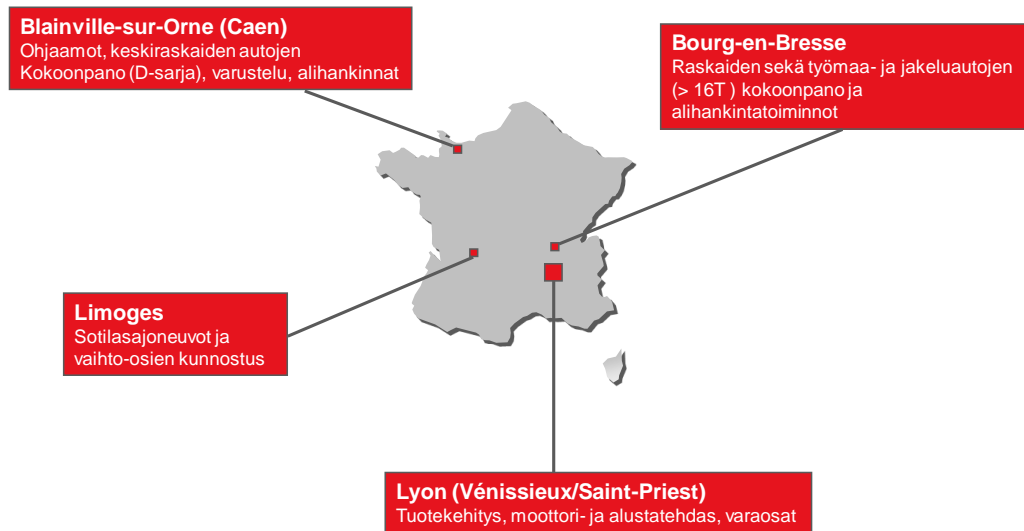 Blainville-sur-Orne (Caen)
Ohjaamot, keskiraskaiden autojen
Kokoonpano (D-sarja), varustelu, alihankinnat
Bourg-en-Bresse
Raskaiden sekä työmaa- ja jakeluautojen
(> 16T ) kokoonpano ja
alihankintatoiminnot
Limoges
Sotilasajoneuvot ja
vaihto-osien kunnostus
Lyon (Vénissieux/Saint-Priest)
Tuotekehitys, moottori- ja alustatehdas, varaosat